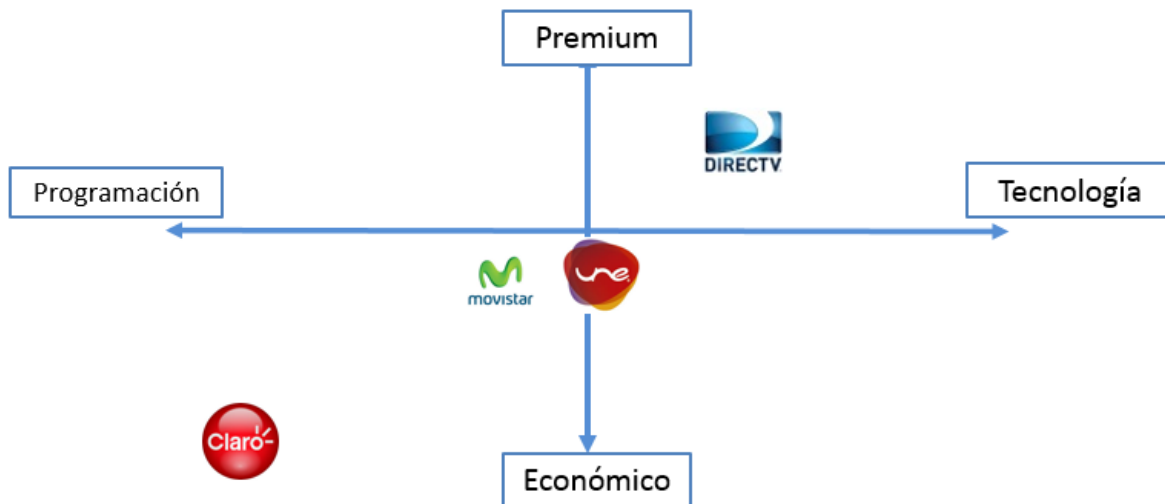 Premium
DIRECTV
Programación
Tecnología
movistar
une
Claro
Económico